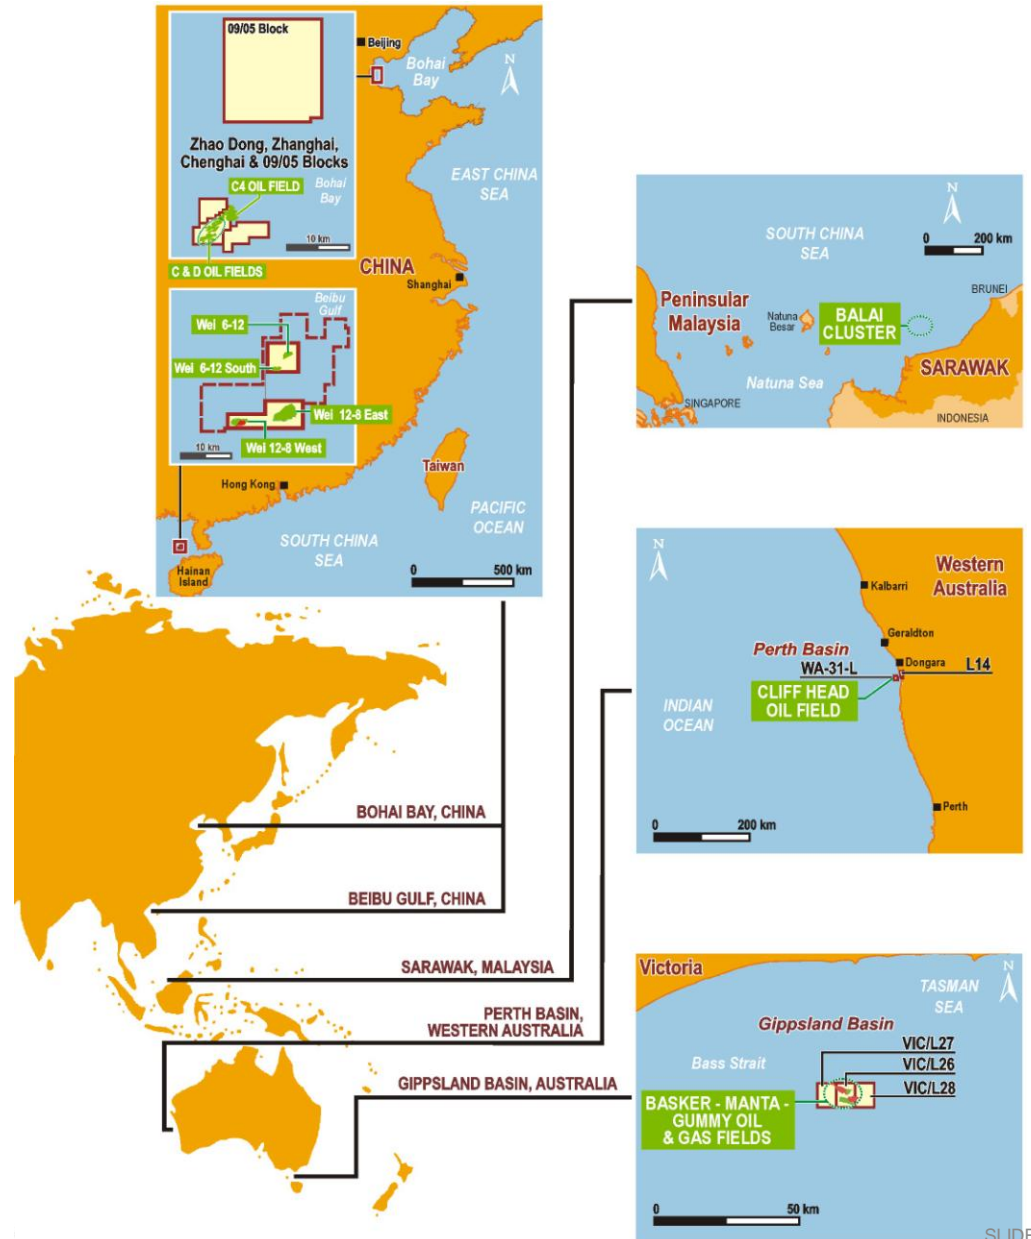 09/05 Block
Beijing
Bohai
Bay
Zhao Dong, Zhanghai,
Chenghai & 09/05 Blocks
C4 OIL FIELD
Bohai
Bay
10 km
C & D OIL FIELDS
EAST CHINA
SEA
CHINA
Shanghai
Beibu
Gulf
Wei 6-12
Wei 6-12 South
Wei 12-8 East
Wei 12-8 West
10 km
Taiwan
Hong Kong
PACIFIC
OCEAN
SOUTH CHINA
SEA
Hainan
Island
0 500 km
N
SOUTH CHINA
SEA
0 200 km
Peninsular
Malaysia
BRUNEI
Natuna
Besar
BALAI
CLUSTER
SARAWAK
Natuna Sea
SINGAPORE
INDONESIA
N
Western
Australia
Kalbarri
Geraldton
Perth Basin
Dongara
WA-31-L
L14
CLIFF HEAD
OIL FIELD
INDIAN
OCEAN
Perth
0 200 km
BOHAI BAY, CHINA
BEIBU GULF, CHINA
SARAWAK, MALAYSIA
PERTH BASIN,
WESTERN AUSTRALIA
GIPPSLAND BASIN, AUSTRALIA
Victoria
N
TASMAN
SEA
Gippsland Basin
VIC/L27
Bass Strait
VIC/L26
VIC/L28
BASKER - MANTA -
GUMMY OIL
& GAS FIELDS
0 50 km
N